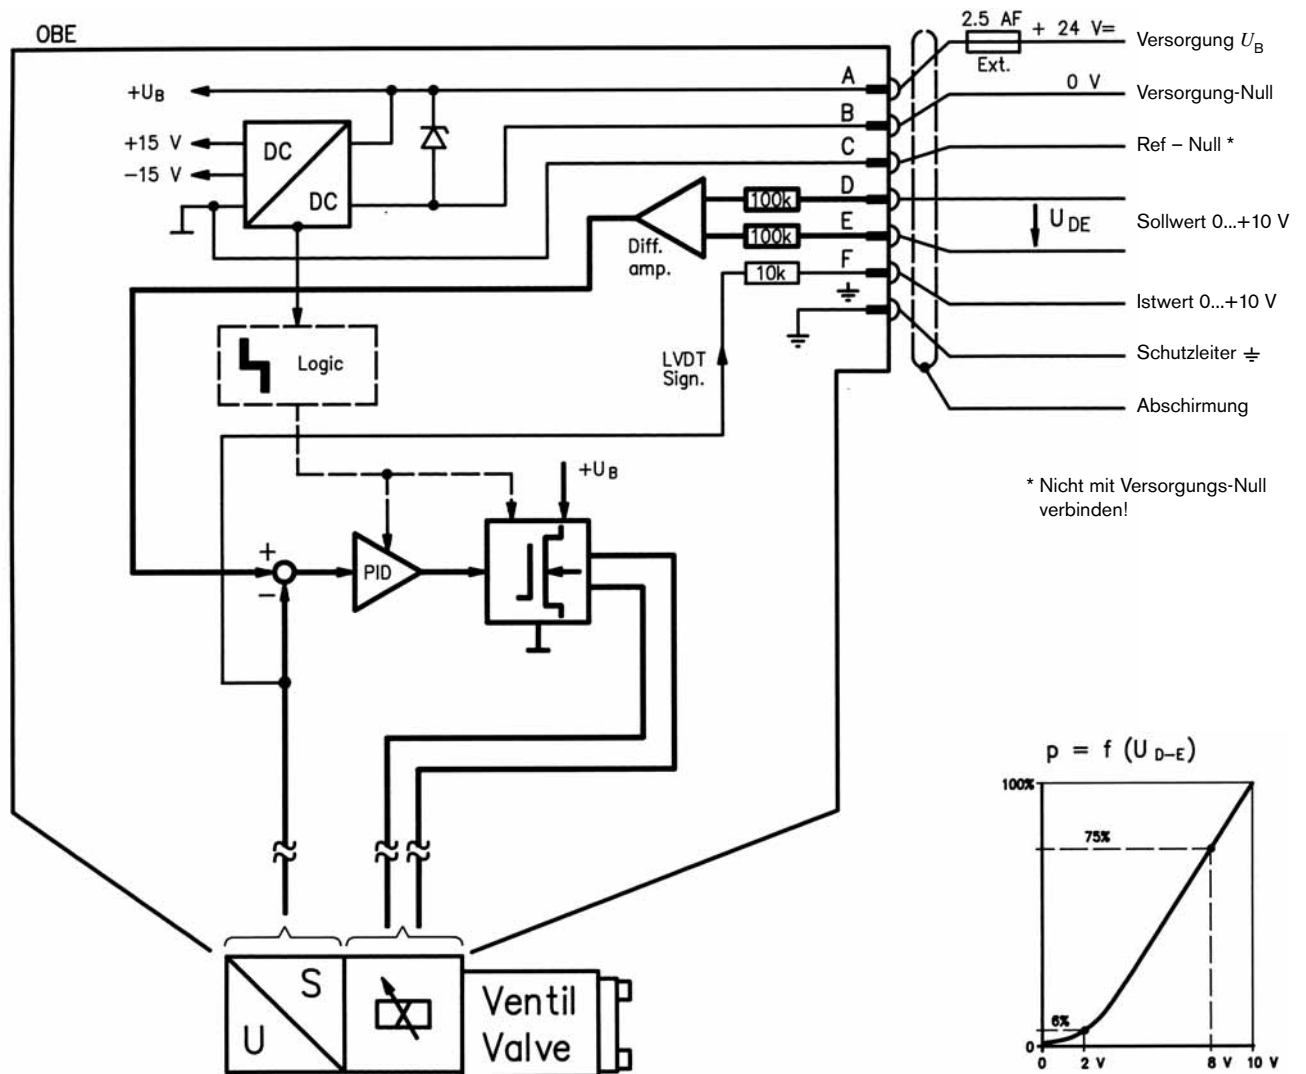 OBE
2.5 AF
+ 24 V=
Versorgung U_B
Ext.
+U_B
A
0 V
Versorgung-Null
B
+15 V
DC
C
Ref – Null *
-15 V
DC
D
100k
U_DE
Sollwert 0...+10 V
E
100k
Diff.
amp.
F
10k
Istwert 0...+10 V
Logic
LVDT
Sign.
Schutzleiter ⏚
Abschirmung
+U_B
* Nicht mit Versorgungs-Null
verbinden!
+
−
PID
p = f (U_D-E)
100%
75%
6%
0
0
2 V
8 V
10 V
S
U
Ventil
Valve